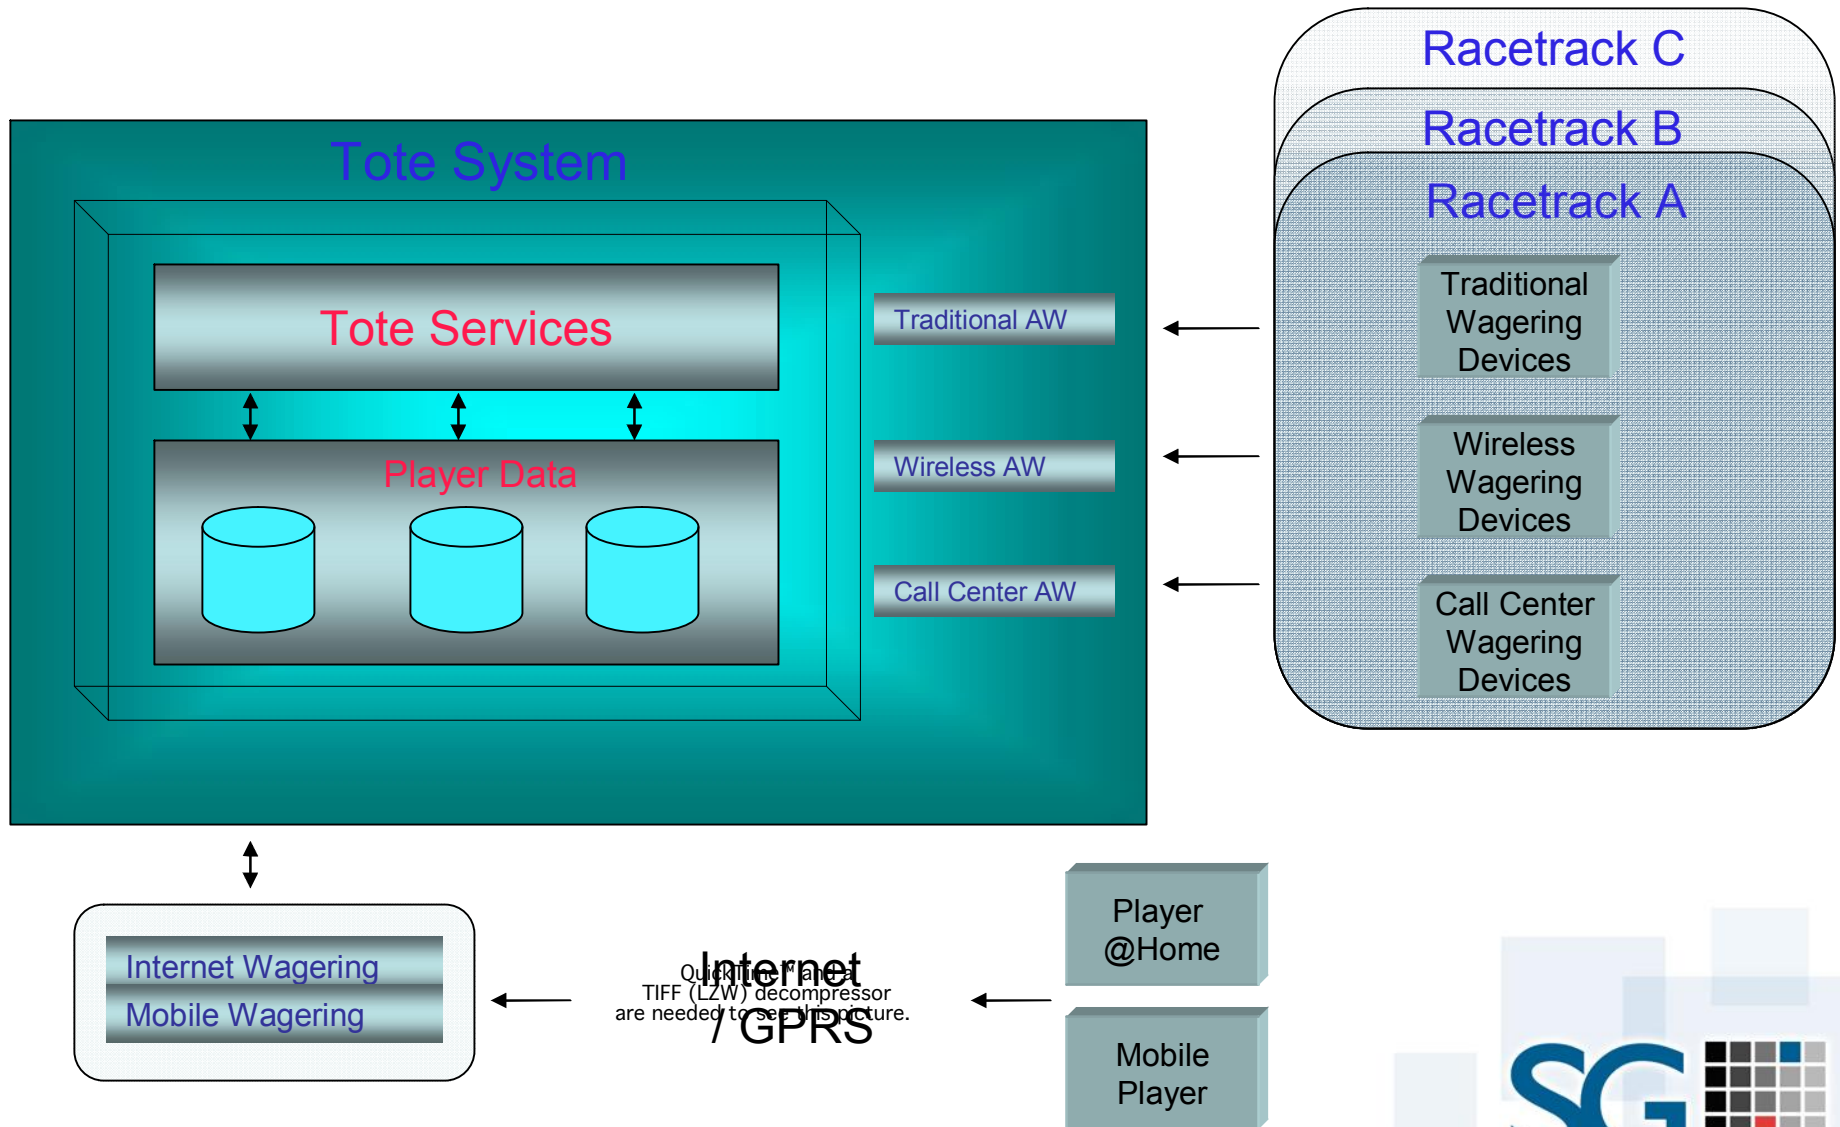 Racetrack C
Racetrack B
Racetrack A
Tote System
Tote Services
Player Data
Traditional AW
Wireless AW
Call Center AW
Traditional
Wagering
Devices
Wireless
Wagering
Devices
Call Center
Wagering
Devices
Internet Wagering
Mobile Wagering
Internet
/ GPRS
QuickTime™ and a
TIFF (LZW) decompressor
are needed to see this picture.
Player
@Home
Mobile
Player
SG